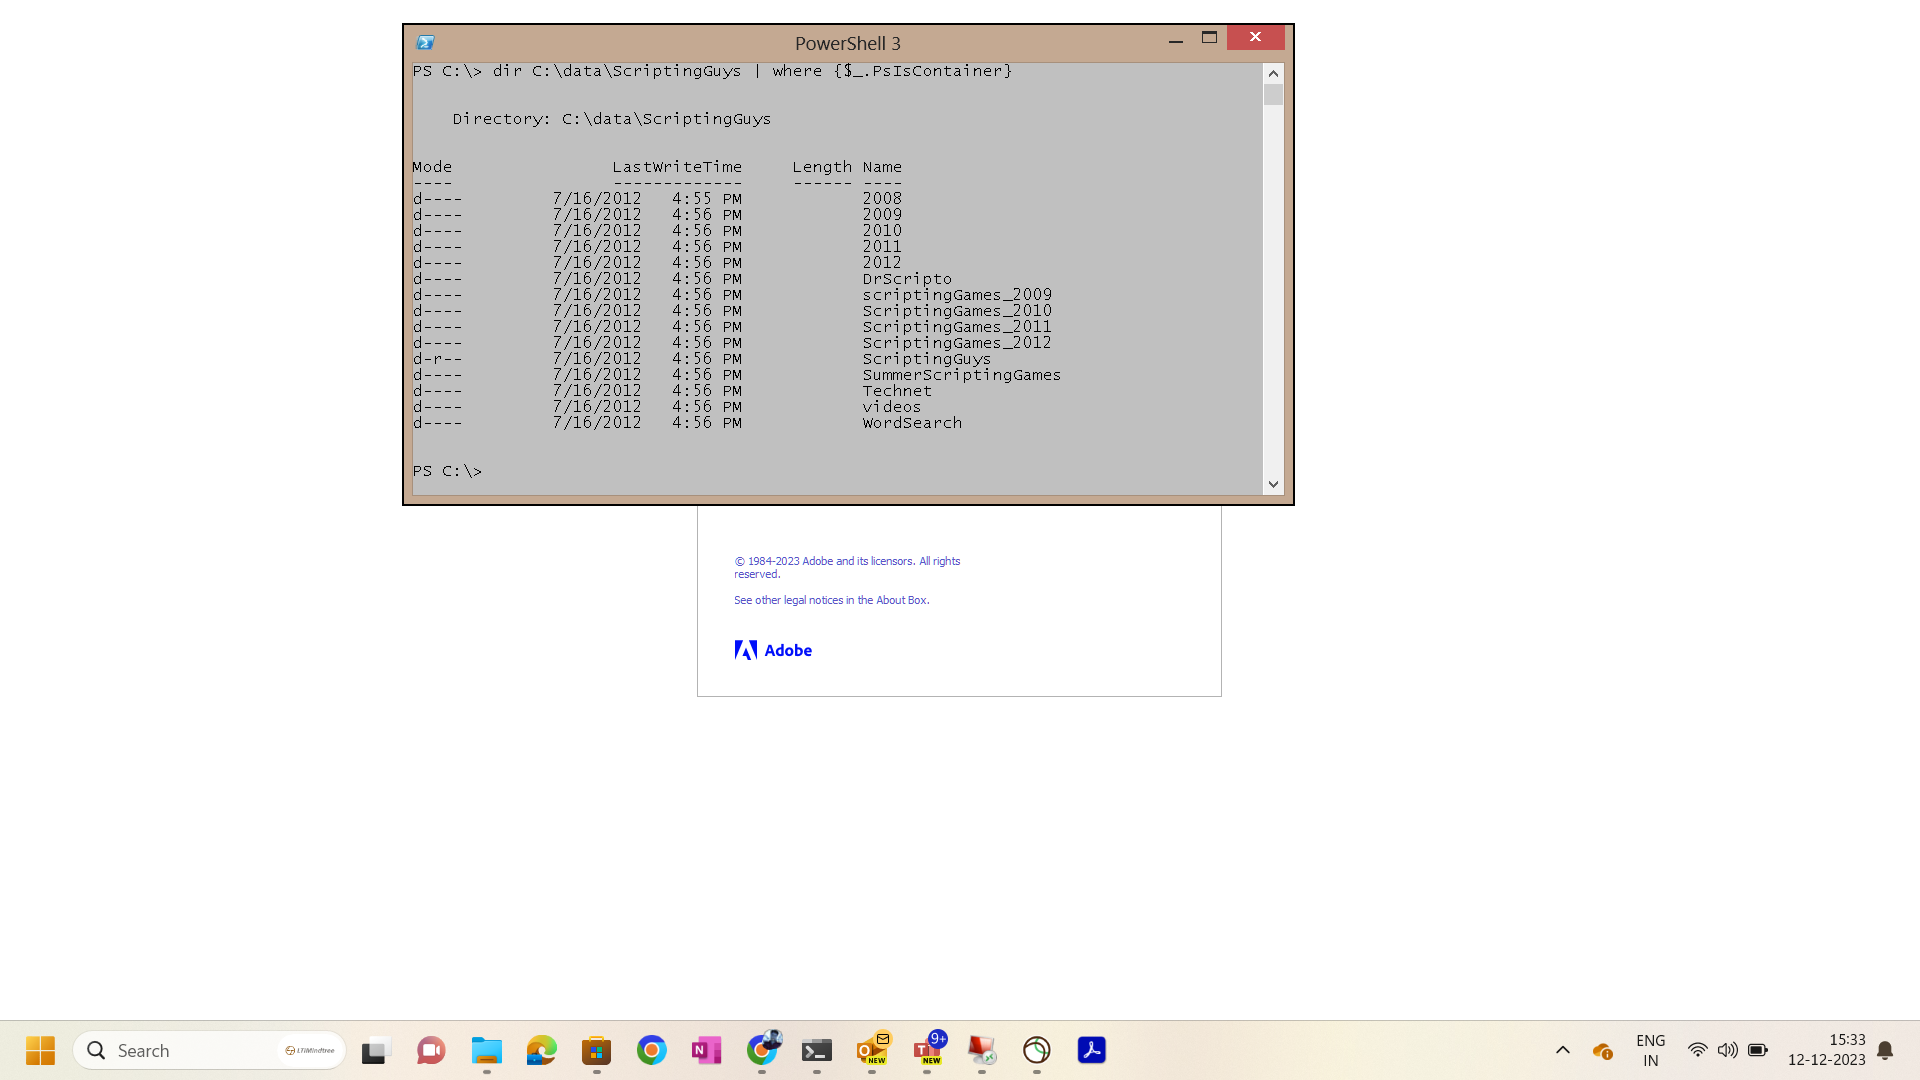 PowerShell 3
PS C:\> dir C:\data\ScriptingGuys | where {$_.PsIsContainer}
Directory: C:\data\ScriptingGuys
Mode LastWriteTime Length Name
---- ------------- ------ ----
d---- 7/16/2012 4:55 PM 2008
d---- 7/16/2012 4:56 PM 2009
d---- 7/16/2012 4:56 PM 2010
d---- 7/16/2012 4:56 PM 2011
d---- 7/16/2012 4:56 PM 2012
d---- 7/16/2012 4:56 PM DrScripto
d---- 7/16/2012 4:56 PM scriptingGames_2009
d---- 7/16/2012 4:56 PM ScriptingGames_2010
d---- 7/16/2012 4:56 PM ScriptingGames_2011
d---- 7/16/2012 4:56 PM ScriptingGames_2012
d-r-- 7/16/2012 4:56 PM ScriptingGuys
d---- 7/16/2012 4:56 PM SummerScriptingGames
d---- 7/16/2012 4:56 PM Technet
d---- 7/16/2012 4:56 PM videos
d---- 7/16/2012 4:56 PM WordSearch
PS C:\>
© 1984-2023 Adobe and its licensors. All rights
reserved.
See other legal notices in the About Box.
Adobe
Search LTIMindtree
N
O NEW
T 9+ NEW
ENG
IN
15:33
12-12-2023